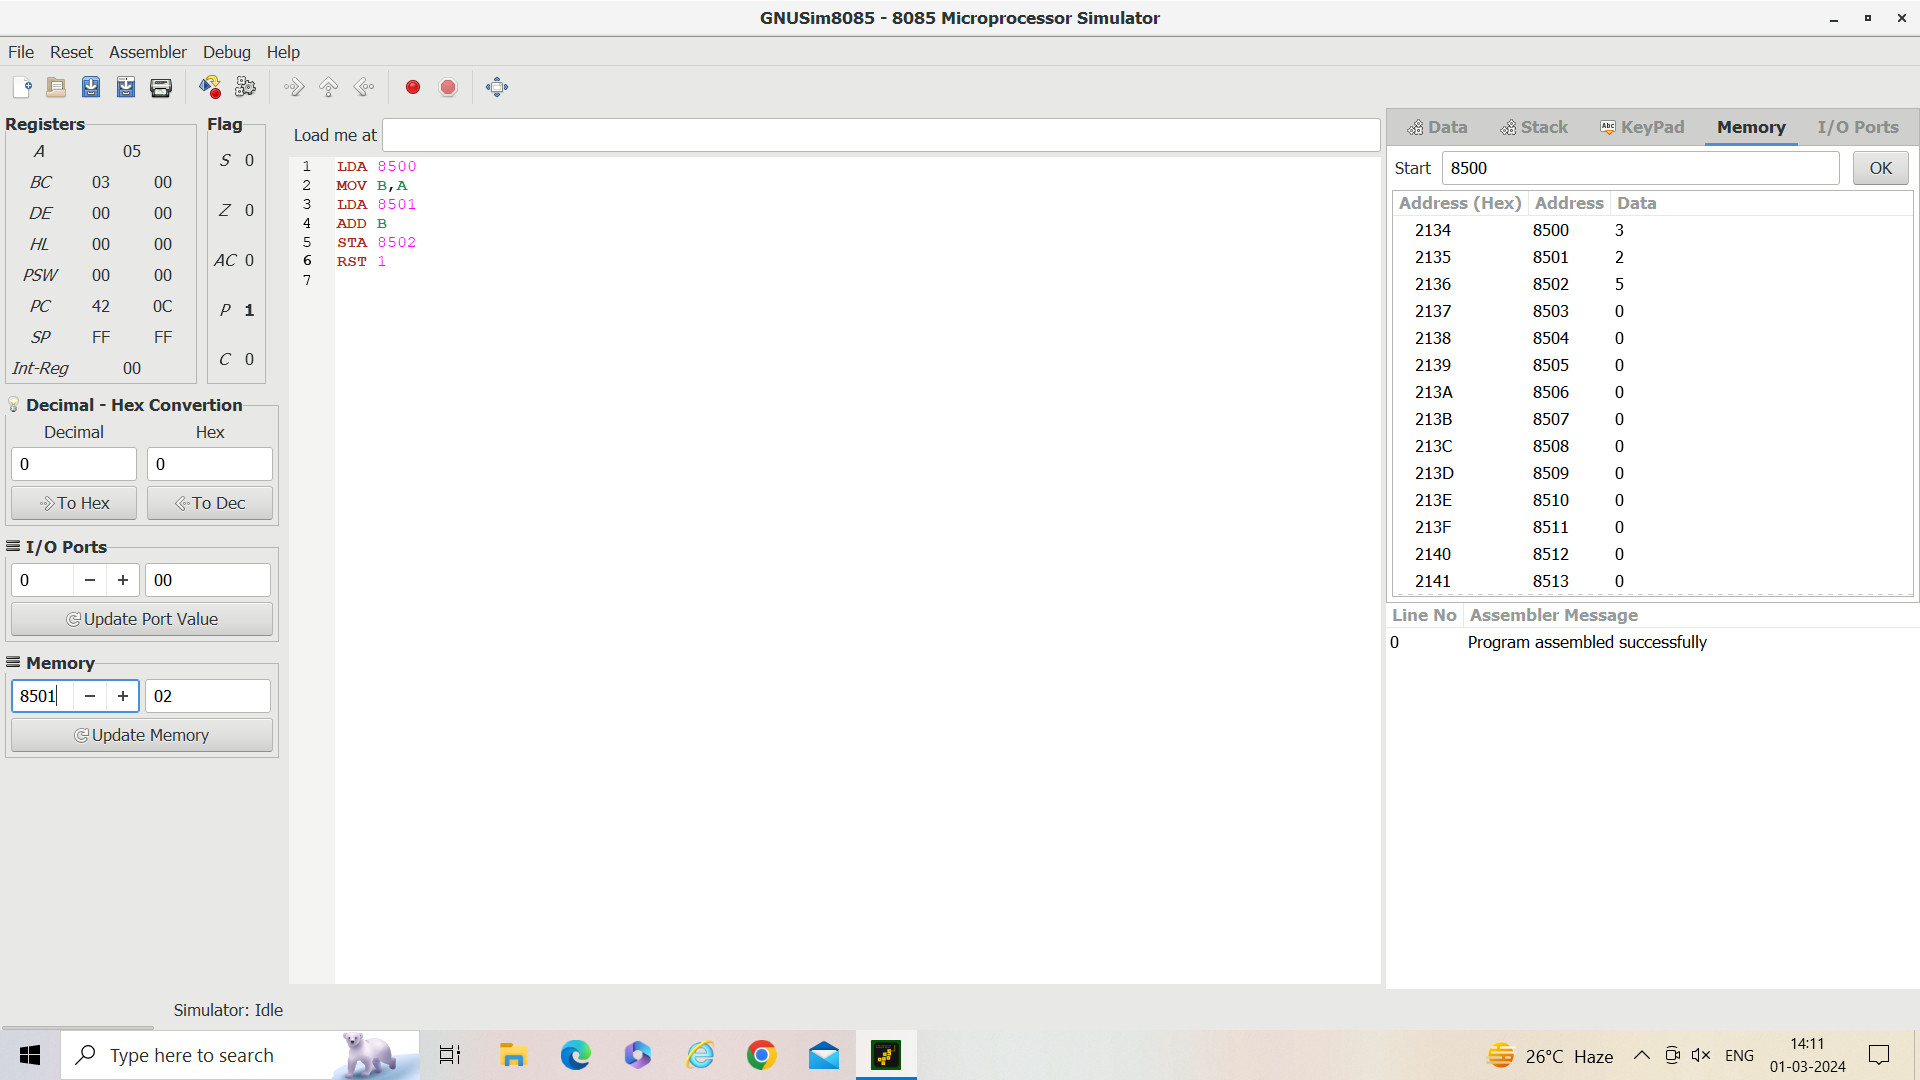 GNUSim8085 - 8085 Microprocessor Simulator
File Reset Assembler Debug Help
Registers
A 05
BC 03 00
DE 00 00
HL 00 00
PSW 00 00
PC 42 0C
SP FF FF
Int-Reg 00
Flag
S 0
Z 0
AC 0
P 1
C 0
Decimal - Hex Convertion
Decimal Hex
0 0
To Hex To Dec
I/O Ports
0 − + 00
Update Port Value
Memory
8501 − + 02
Update Memory
Load me at
1 LDA 8500
2 MOV B,A
3 LDA 8501
4 ADD B
5 STA 8502
6 RST 1
7
Data Stack Abc KeyPad Memory I/O Ports
Start 8500 OK
Address (Hex) Address Data
2134 8500 3
2135 8501 2
2136 8502 5
2137 8503 0
2138 8504 0
2139 8505 0
213A 8506 0
213B 8507 0
213C 8508 0
213D 8509 0
213E 8510 0
213F 8511 0
2140 8512 0
2141 8513 0
Line No Assembler Message
0 Program assembled successfully
Simulator: Idle
Type here to search
26°C Haze ENG
14:11
01-03-2024